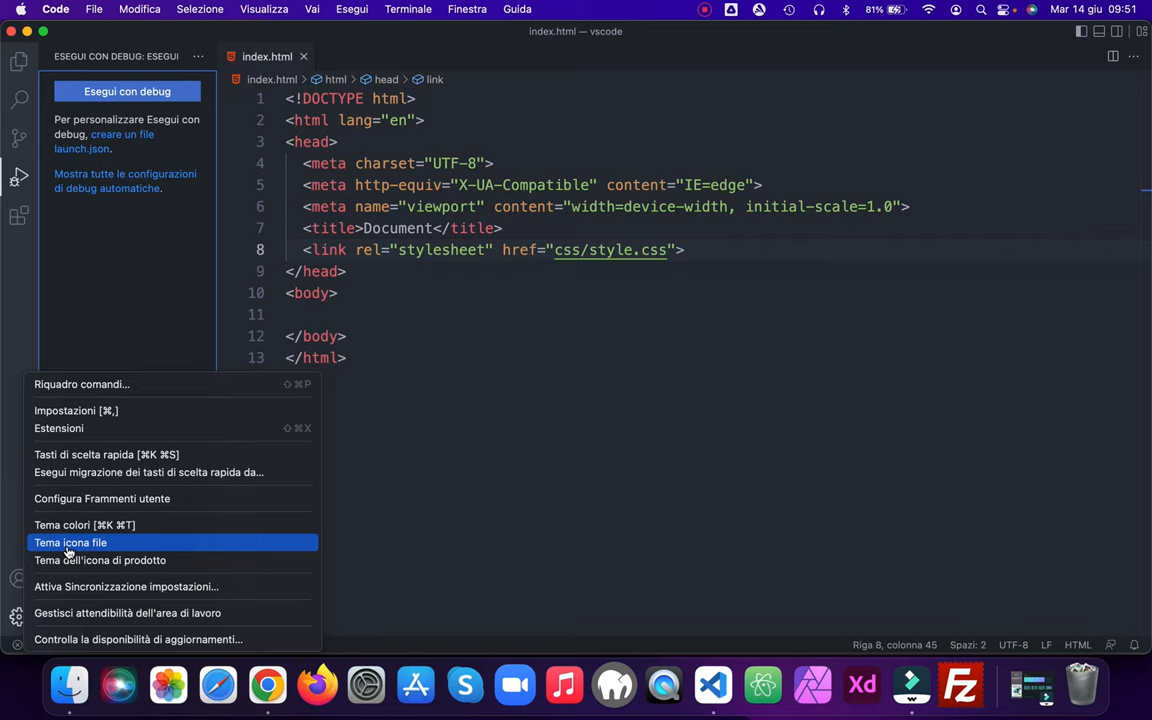 Code File Modifica Selezione Visualizza Vai Esegui Terminale Finestra Guida 81% Mar 14 giu 09:51
index.html — vscode
ESEGUI CON DEBUG: ESEGUI ···
index.html
index.html > html > head > link
Esegui con debug
Per personalizzare Esegui con
debug, creare un file
launch.json.
Mostra tutte le configurazioni
di debug automatiche.
1 <!DOCTYPE html>
2 <html lang="en">
3 <head>
4 <meta charset="UTF-8">
5 <meta http-equiv="X-UA-Compatible" content="IE=edge">
6 <meta name="viewport" content="width=device-width, initial-scale=1.0">
7 <title>Document</title>
8 <link rel="stylesheet" href="css/style.css">
9 </head>
10 <body>
11
12 </body>
13 </html>
Riquadro comandi... ⇧⌘P
Impostazioni [⌘,]
Estensioni ⇧⌘X
Tasti di scelta rapida [⌘K ⌘S]
Esegui migrazione dei tasti di scelta rapida da...
Configura Frammenti utente
Tema colori [⌘K ⌘T]
Tema icona file
Tema dell'icona di prodotto
Attiva Sincronizzazione impostazioni...
Gestisci attendibilità dell'area di lavoro
Controlla la disponibilità di aggiornamenti...
Riga 8, colonna 45 Spazi: 2 UTF-8 LF HTML
Xd
Fz